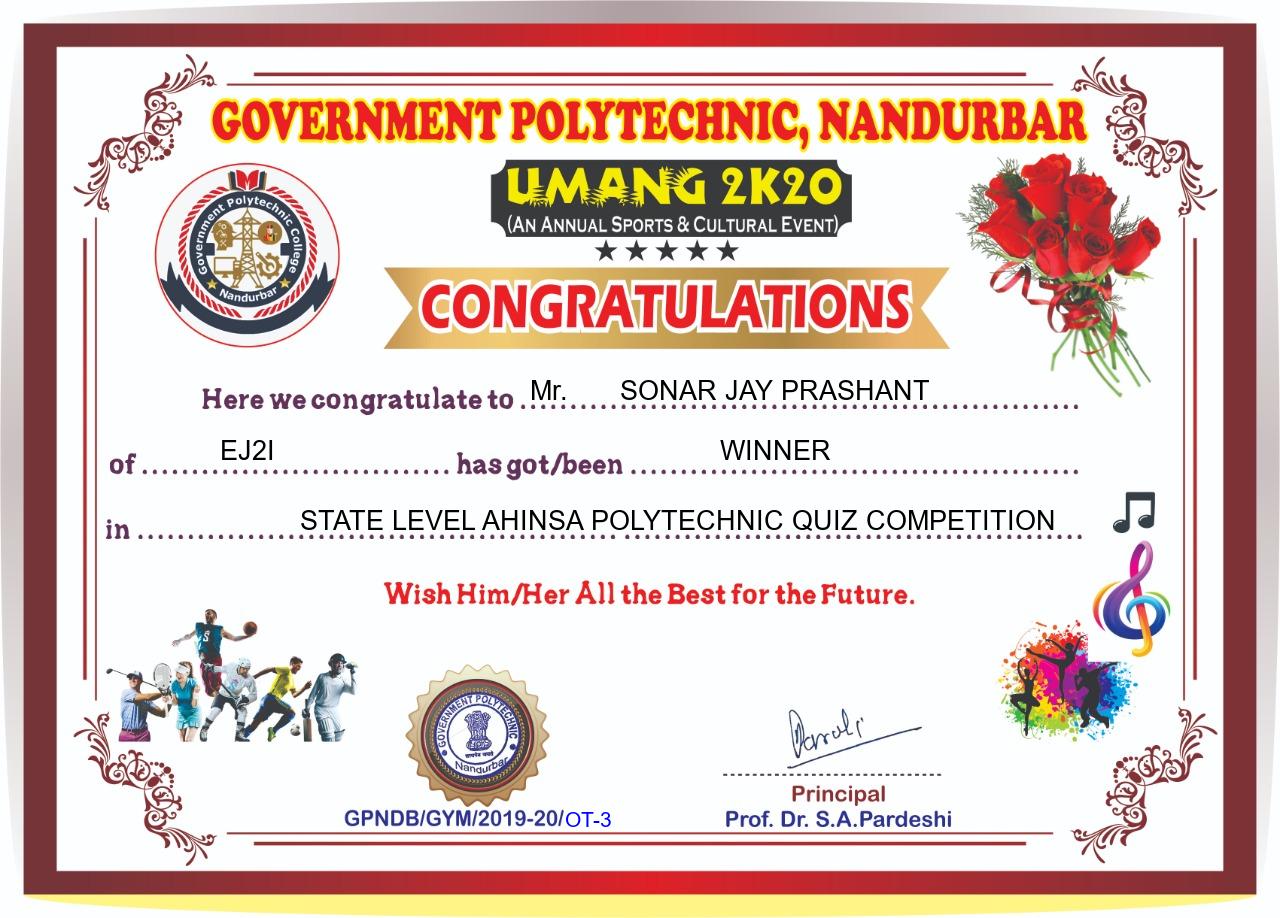 GOVERNMENT POLYTECHNIC, NANDURBAR
Government Polytechnic College
Nandurbar
UMANG 2K20
(AN ANNUAL SPORTS & CULTURAL EVENT)
CONGRATULATIONS
Here we congratulate to Mr. SONAR JAY PRASHANT
of EJ2I has got/been WINNER
in STATE LEVEL AHINSA POLYTECHNIC QUIZ COMPETITION
Wish Him/Her All the Best for the Future.
S
GOVERNMENT POLYTECHNIC
सत्यमेव जयते
Nandurbar
GPNDB/GYM/2019-20/OT-3
Principal
Prof. Dr. S.A.Pardeshi